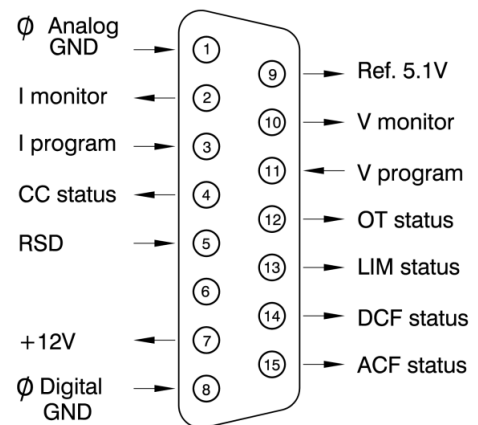 Ø Analog
GND
1
I monitor
2
I program
3
CC status
4
RSD
5
6
+12V
7
Ø Digital
GND
8
9
Ref. 5.1V
10
V monitor
11
V program
12
OT status
13
LIM status
14
DCF status
15
ACF status